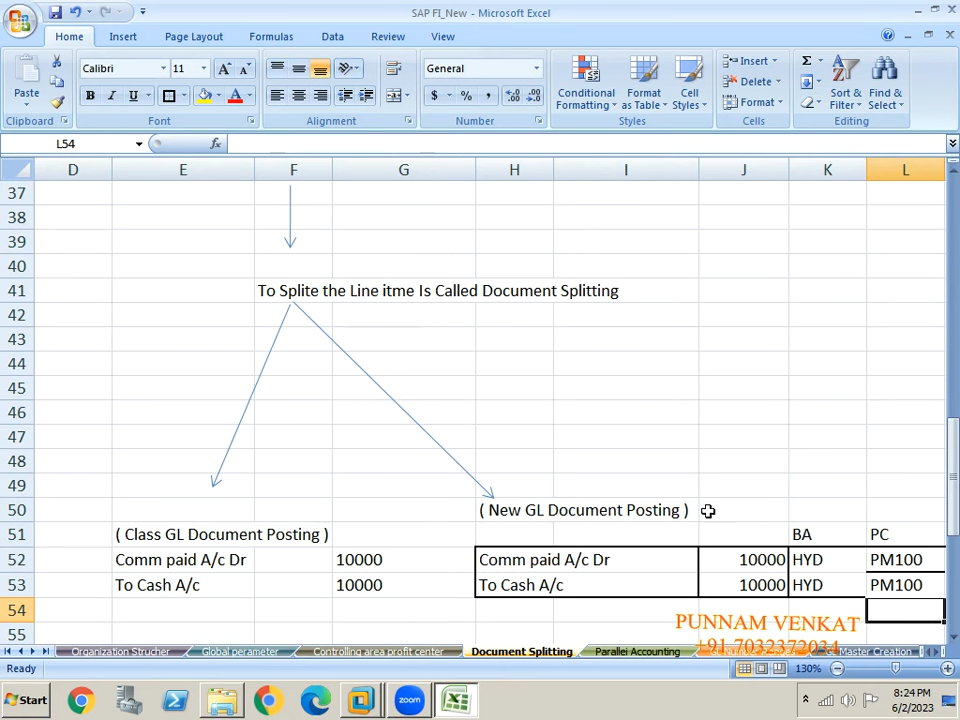 SAP FI_New - Microsoft Excel
Home Insert Page Layout Formulas Data Review View
Calibri 11 General
Paste
Conditional Formatting Format as Table Cell Styles
Insert
Delete
Format
Sort & Filter Find & Select
Clipboard Font Alignment Number Styles Cells Editing
L54 fx
D E F G H I J K L
37
38
39
40
41 To Splite the Line itme Is Called Document Splitting
42
43
44
45
46
47
48
49
50 ( New GL Document Posting )
51 ( Class GL Document Posting ) BA PC
52 Comm paid A/c Dr 10000 Comm paid A/c Dr 10000 HYD PM100
53 To Cash A/c 10000 To Cash A/c 10000 HYD PM100
54
55
PUNNAM VENKAT
+91 7032372034
Organization Strucher Global perameter Controlling area profit center Document Splitting Parallel Accounting Master Creation
Ready 130%
Start zoom 8:24 PM
6/2/2023